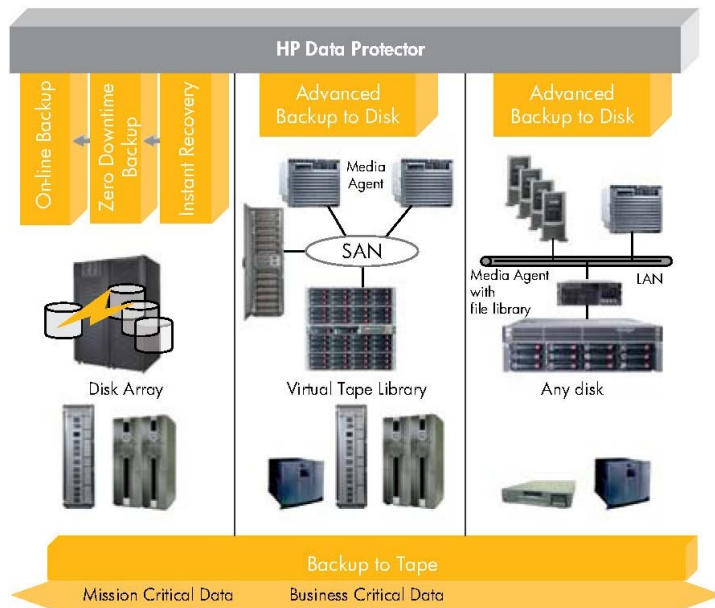 HP Data Protector
On-line Backup
Zero Downtime
Backup
Instant Recovery
Advanced
Backup to Disk
Advanced
Backup to Disk
Media
Agent
SAN
Media Agent
with
file library
LAN
Disk Array
Virtual Tape Library
Any disk
Backup to Tape
Mission Critical Data
Business Critical Data